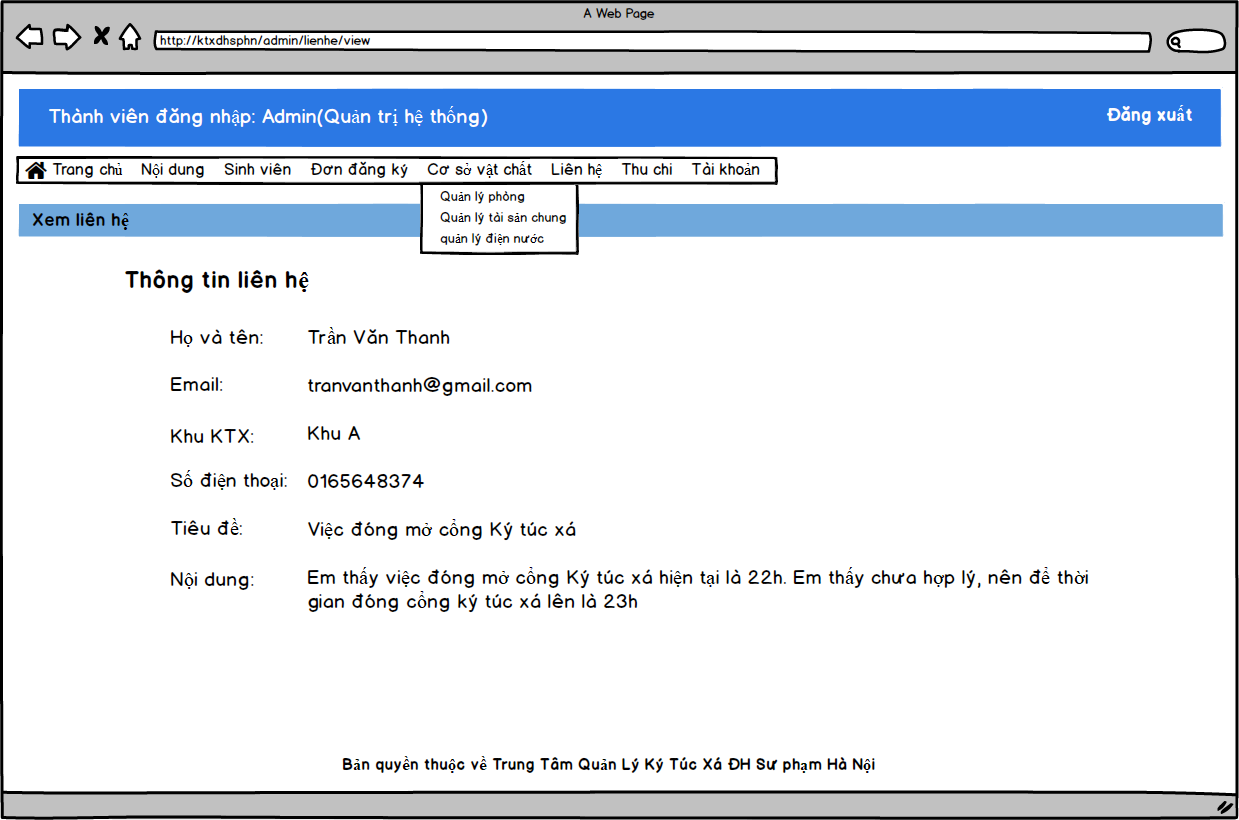 A Web Page
http://ktxdhsphn/admin/lienhe/view
Thành viên đăng nhập: Admin(Quản trị hệ thống)
Đăng xuất
Trang chủ Nội dung Sinh viên Đơn đăng ký Cơ sở vật chất Liên hệ Thu chi Tài khoản
Quản lý phòng
Quản lý tài sản chung
quản lý điện nước
Xem liên hệ
Thông tin liên hệ
Họ và tên: Trần Văn Thanh
Email: tranvanthanh@gmail.com
Khu KTX: Khu A
Số điện thoại: 0165648374
Tiêu đề: Việc đóng mở cổng Ký túc xá
Nội dung: Em thấy việc đóng mở cổng Ký túc xá hiện tại là 22h. Em thấy chưa hợp lý, nên để thời
gian đóng cổng ký túc xá lên là 23h
Bản quyền thuộc về Trung Tâm Quản Lý Ký Túc Xá ĐH Sư phạm Hà Nội